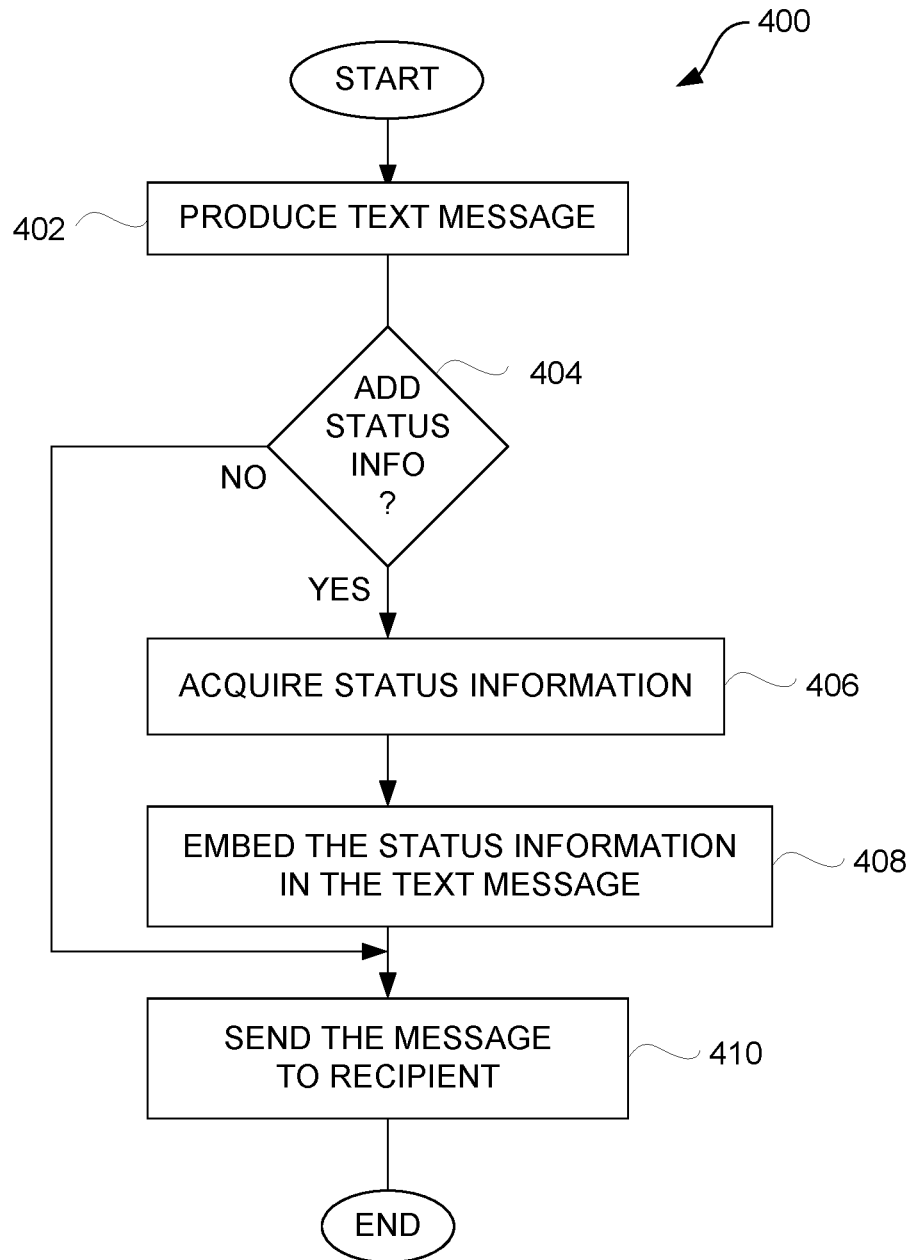 400
START
402
PRODUCE TEXT MESSAGE
404
ADD
STATUS
INFO
?
NO
YES
ACQUIRE STATUS INFORMATION
406
EMBED THE STATUS INFORMATION
IN THE TEXT MESSAGE
408
SEND THE MESSAGE
TO RECIPIENT
410
END